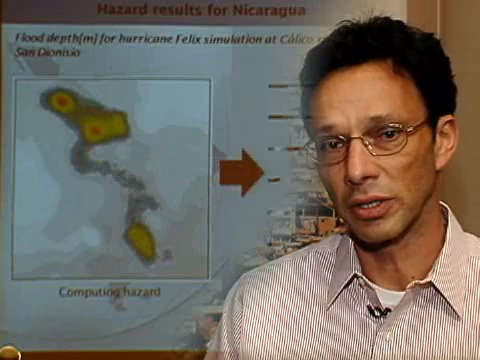 Hazard results for Nicaragua
Flood depth[m] for hurricane Felix simulation at Cálico
San Dionisio
Computing hazard